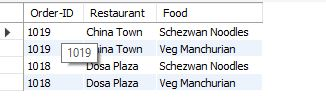 Order-ID Restaurant Food
1019 China Town Schezwan Noodles
1019 China Town Veg Manchurian
1019
1018 Dosa Plaza Schezwan Noodles
1018 Dosa Plaza Veg Manchurian